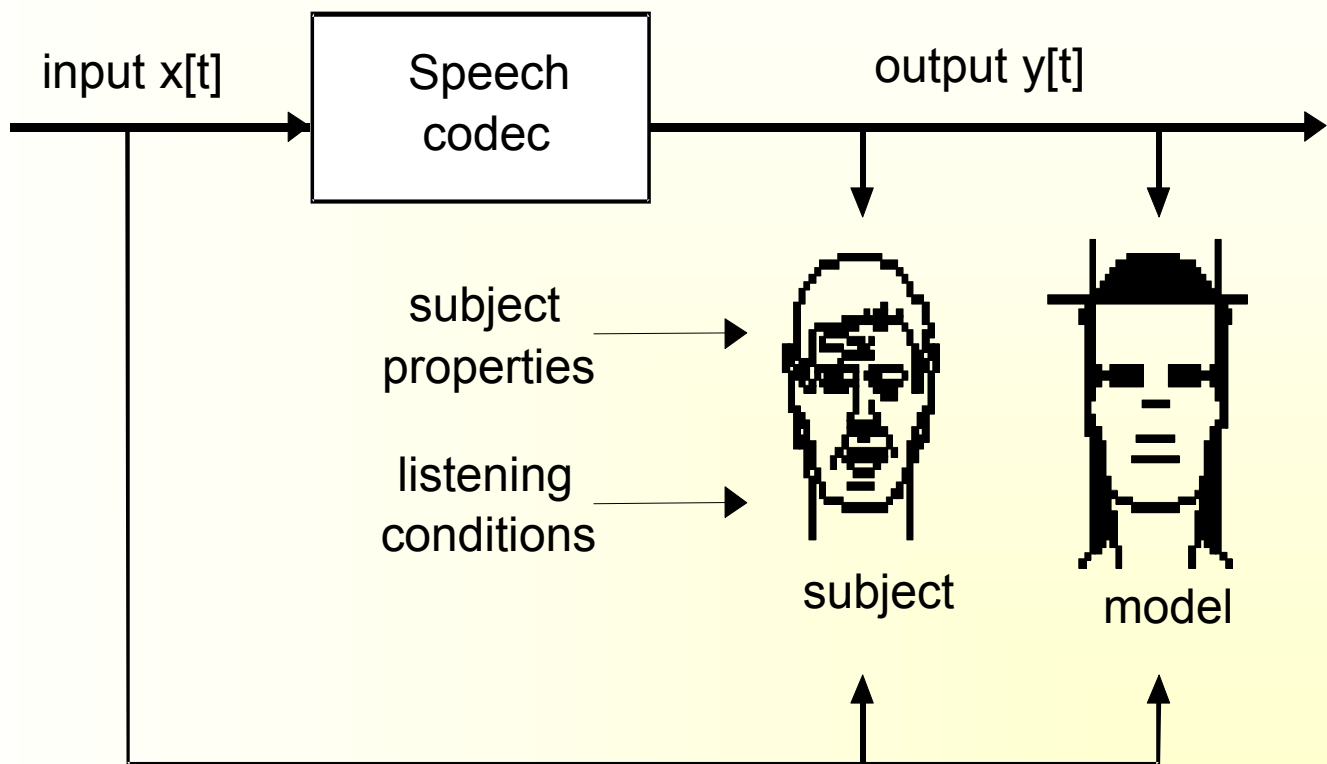 input x[t]
Speech
codec
output y[t]
subject
properties
listening
conditions
subject
model